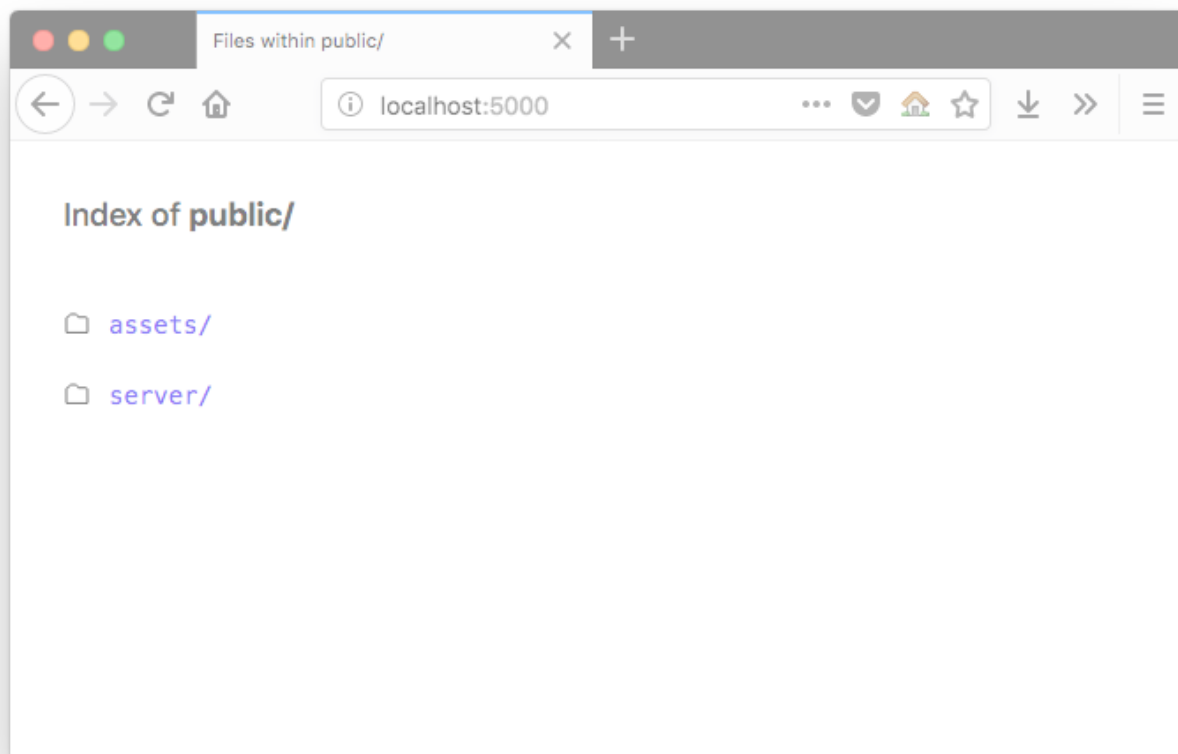 Files within public/
localhost:5000
Index of public/
assets/
server/